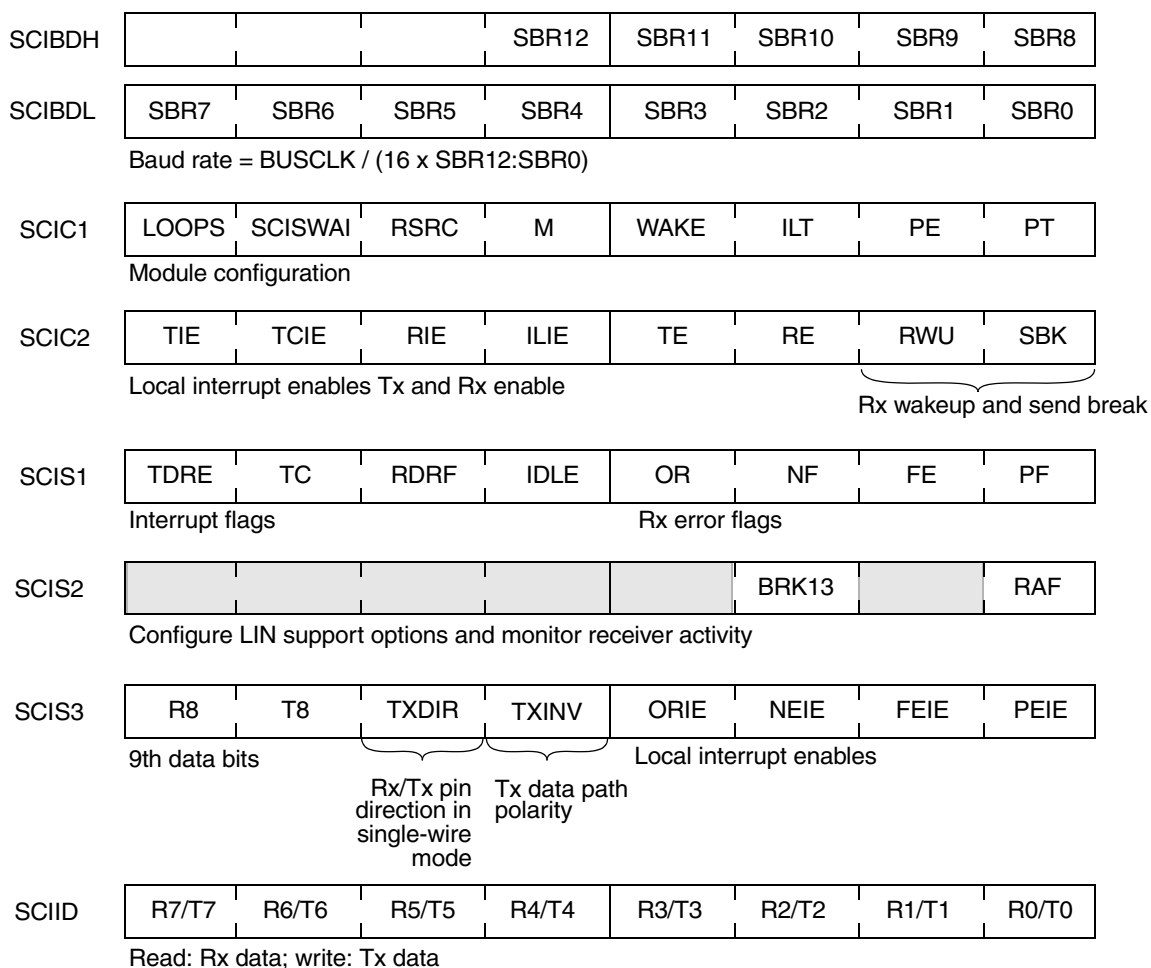 SCIBDH SBR12 SBR11 SBR10 SBR9 SBR8
SCIBDL SBR7 SBR6 SBR5 SBR4 SBR3 SBR2 SBR1 SBR0
Baud rate = BUSCLK / (16 x SBR12:SBR0)
SCIC1 LOOPS SCISWAI RSRC M WAKE ILT PE PT
Module configuration
SCIC2 TIE TCIE RIE ILIE TE RE RWU SBK
Local interrupt enables Tx and Rx enable
Rx wakeup and send break
SCIS1 TDRE TC RDRF IDLE OR NF FE PF
Interrupt flags Rx error flags
SCIS2 BRK13 RAF
Configure LIN support options and monitor receiver activity
SCIS3 R8 T8 TXDIR TXINV ORIE NEIE FEIE PEIE
9th data bits Local interrupt enables
Rx/Tx pin
direction in
single-wire
mode
Tx data path
polarity
SCIID R7/T7 R6/T6 R5/T5 R4/T4 R3/T3 R2/T2 R1/T1 R0/T0
Read: Rx data; write: Tx data